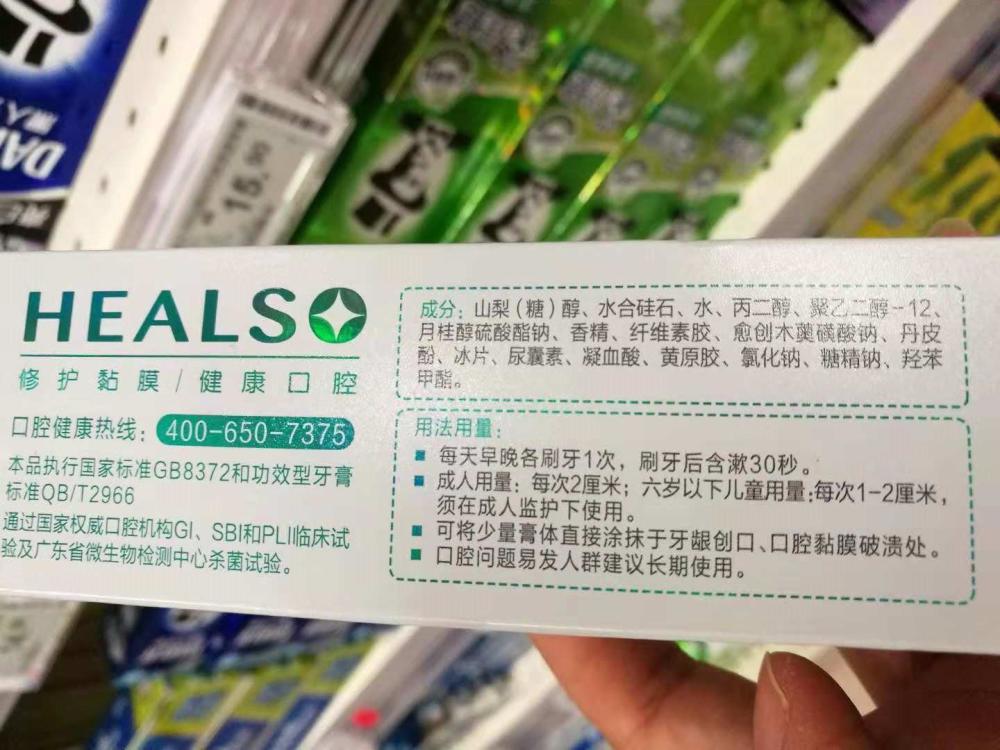 HEALSO
修护黏膜/健康口腔
口腔健康热线：400-650-7375
本品执行国家标准GB8372和功效型牙膏
标准QB/T2966
通过国家权威口腔机构GI、SBI和PLI临床试
验及广东省微生物检测中心杀菌试验。
成分：山梨（糖）醇、水合硅石、水、丙二醇、聚乙二醇-12、
月桂醇硫酸酯钠、香精、纤维素胶、愈创木薁磺酸钠、丹皮
酚、冰片、尿囊素、凝血酸、黄原胶、氯化钠、糖精钠、羟苯
甲酯。
用法用量：
■ 每天早晚各刷牙1次，刷牙后含漱30秒。
■ 成人用量：每次2厘米；六岁以下儿童用量：每次1-2厘米，
须在成人监护下使用。
■ 可将少量膏体直接涂抹于牙龈创口、口腔黏膜破溃处。
■ 口腔问题易发人群建议长期使用。
15.90
DA